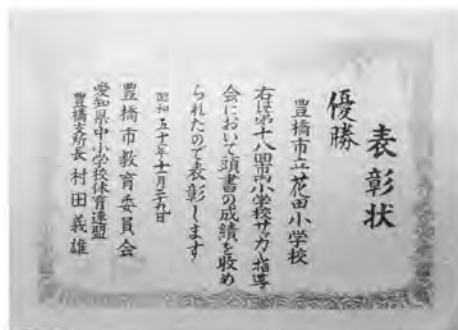 表彰状
優勝
豊橋市立花田小学校
右は第十八回市内小学校サッカー指導
会において頭書の成績を収め
られたので表彰します
昭和五十年十一月二十九日
豊橋市教育委員会
愛知県中小学校体育連盟
豊橋支所長 村田義雄